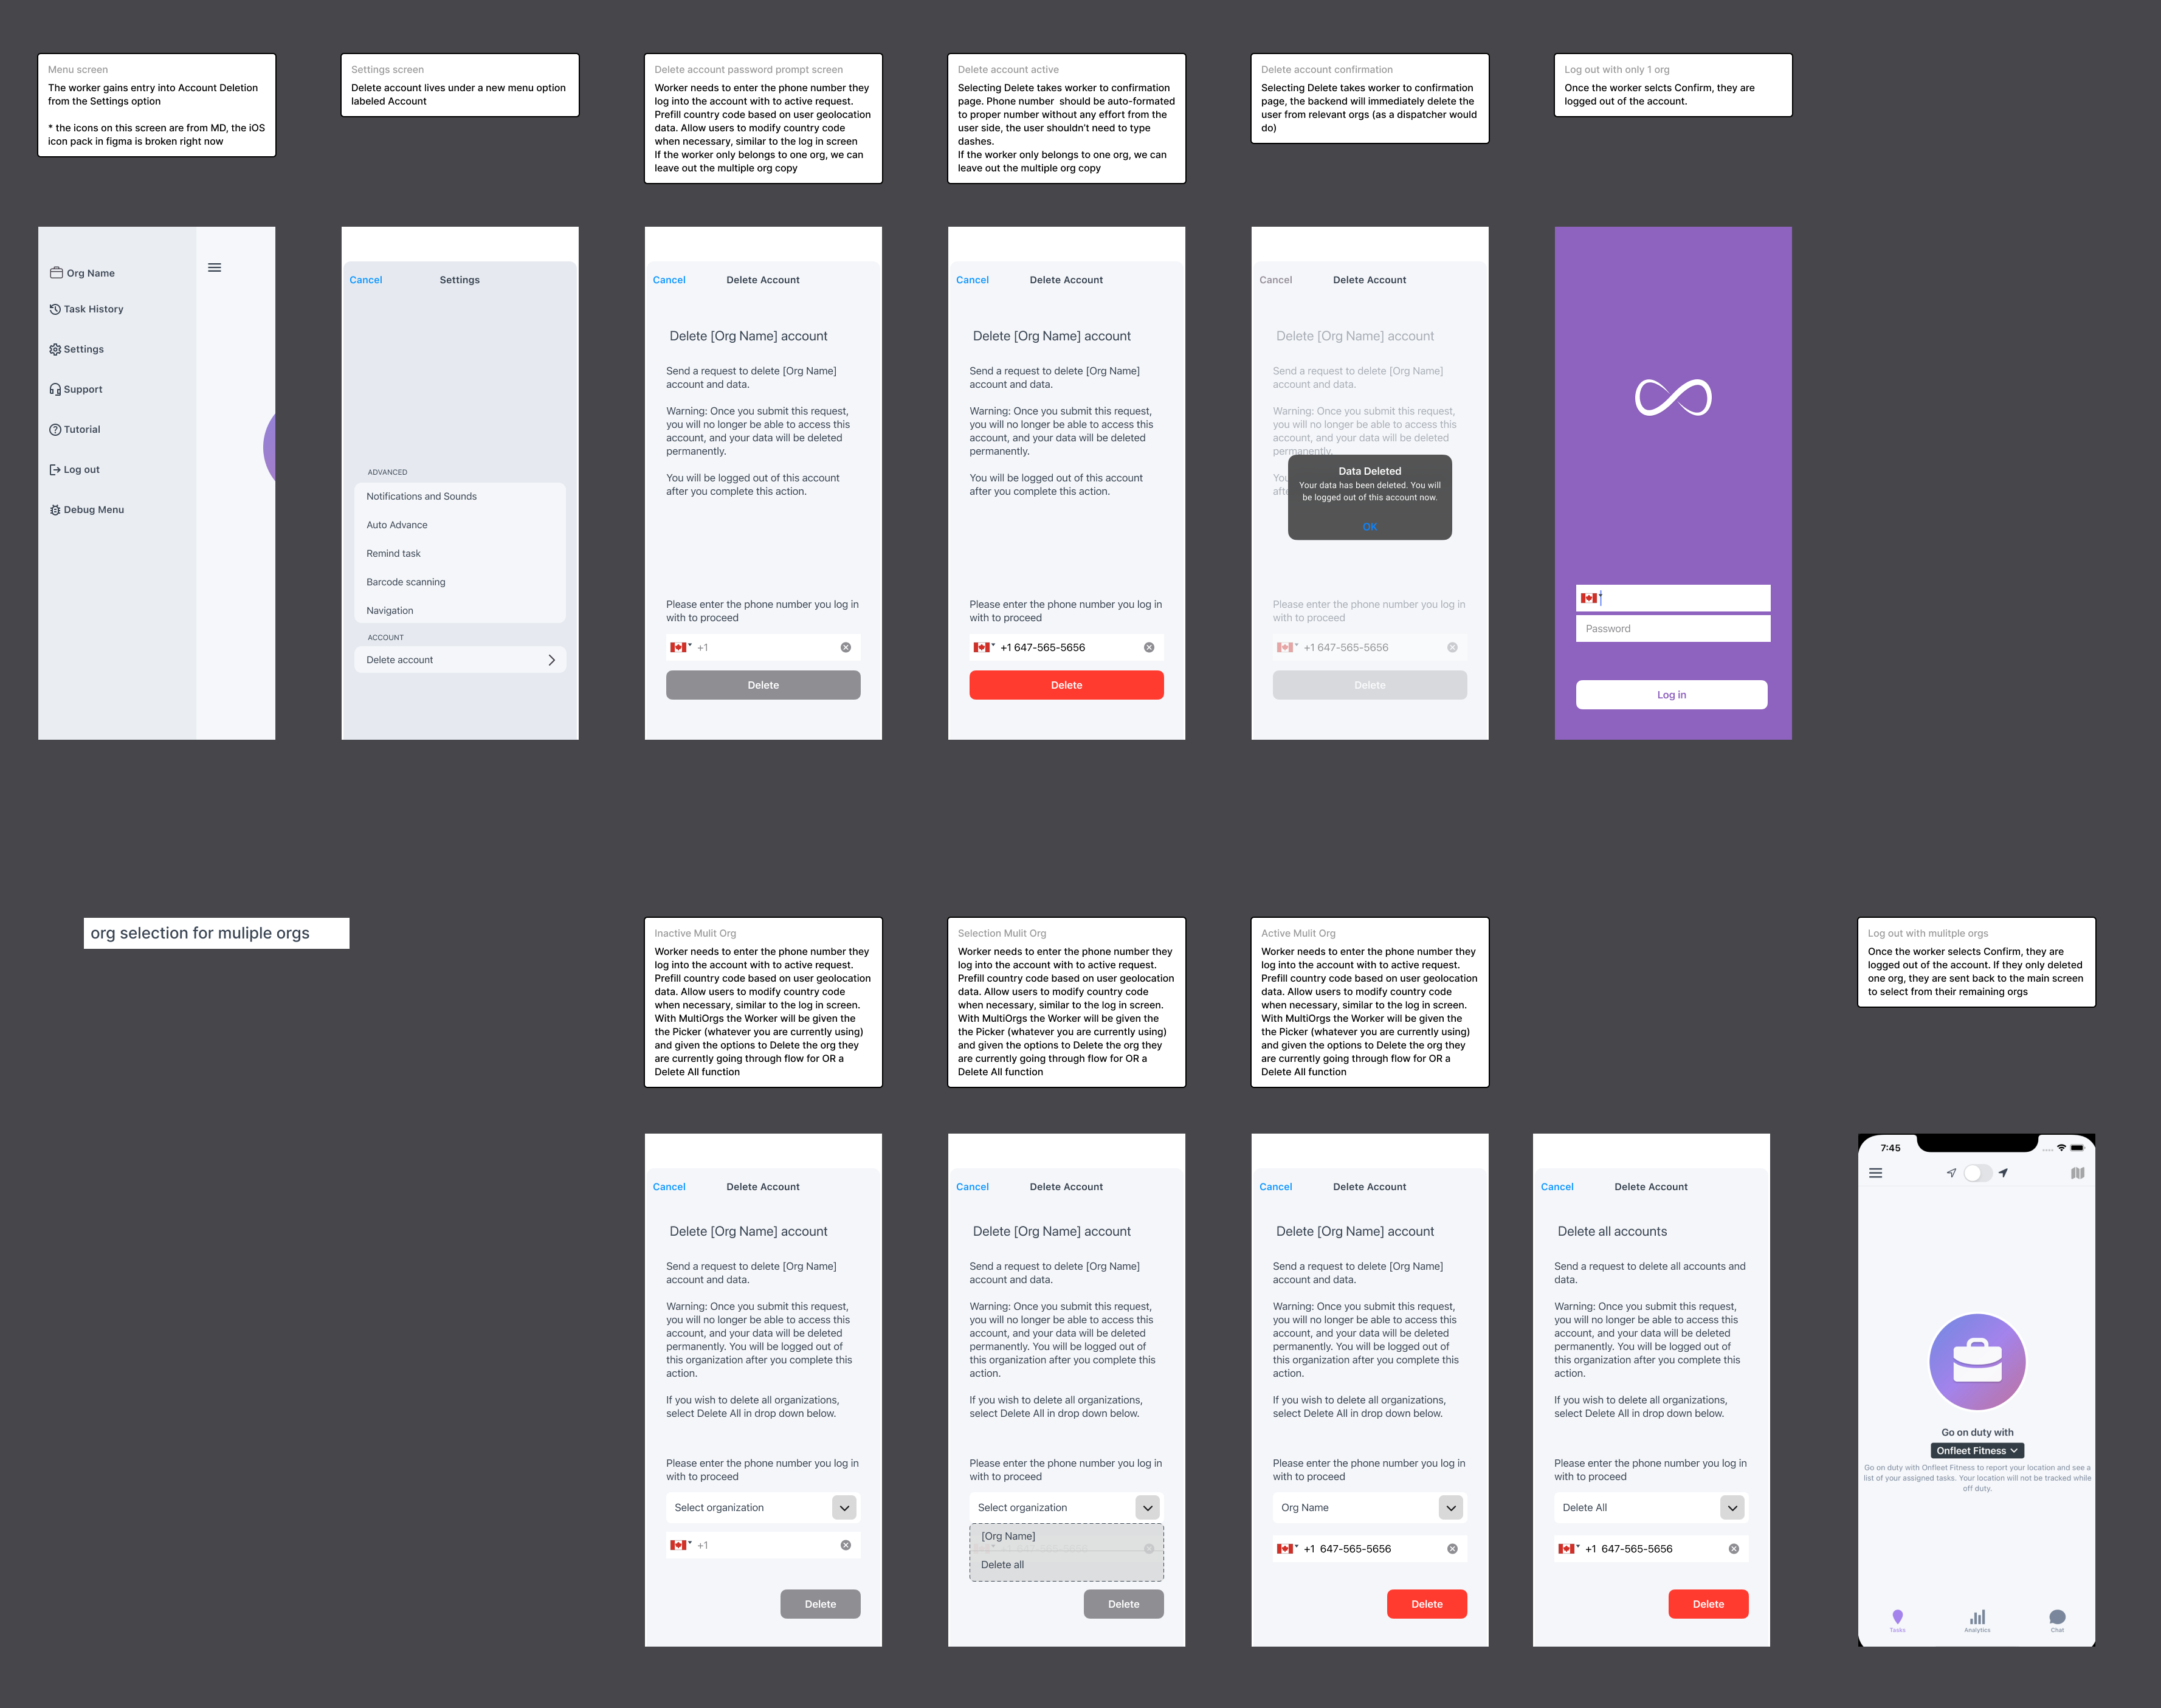 Menu screen
The worker gains entry into Account Deletion
from the Settings option
* the icons on this screen are from MD, the iOS
icon pack in figma is broken right now
Settings screen
Delete account lives under a new menu option
labeled Account
Delete account password prompt screen
Worker needs to enter the phone number they
log into the account with to active request.
Prefill country code based on user geolocation
data. Allow users to modify country code
when necessary, similar to the log in screen
If the worker only belongs to one org, we can
leave out the multiple org copy
Delete account active
Selecting Delete takes worker to confirmation
page. Phone number should be auto-formated
to proper number without any effort from the
user side, the user shouldn't need to type
dashes.
If the worker only belongs to one org, we can
leave out the multiple org copy
Delete account confirmation
Selecting Delete takes worker to confirmation
page, the backend will immediately delete the
user from relevant orgs (as a dispatcher would
do)
Log out with only 1 org
Once the worker selcts Confirm, they are
logged out of the account.
Org Name
Task History
Settings
Support
Tutorial
Log out
Debug Menu
Cancel
Settings
ADVANCED
Notifications and Sounds
Auto Advance
Remind task
Barcode scanning
Navigation
ACCOUNT
Delete account
Cancel
Delete Account
Delete [Org Name] account
Send a request to delete [Org Name]
account and data.
Warning: Once you submit this request,
you will no longer be able to access this
account, and your data will be deleted
permanently.
You will be logged out of this account
after you complete this action.
Please enter the phone number you log in
with to proceed
+1
Delete
Cancel
Delete Account
Delete [Org Name] account
Send a request to delete [Org Name]
account and data.
Warning: Once you submit this request,
you will no longer be able to access this
account, and your data will be deleted
permanently.
You will be logged out of this account
after you complete this action.
Please enter the phone number you log in
with to proceed
+1 647-565-5656
Delete
Cancel
Delete Account
Delete [Org Name] account
Send a request to delete [Org Name]
account and data.
Warning: Once you submit this request,
you will no longer be able to access this
account, and your data will be deleted
permanently.
Data Deleted
Your data has been deleted. You will
be logged out of this account now.
OK
Please enter the phone number you log in
with to proceed
+1 647-565-5656
Delete
Password
Log in
org selection for muliple orgs
Inactive Mulit Org
Worker needs to enter the phone number they
log into the account with to active request.
Prefill country code based on user geolocation
data. Allow users to modify country code
when necessary, similar to the log in screen.
With MultiOrgs the Worker will be given the
the Picker (whatever you are currently using)
and given the options to Delete the org they
are currently going through flow for OR a
Delete All function
Selection Mulit Org
Worker needs to enter the phone number they
log into the account with to active request.
Prefill country code based on user geolocation
data. Allow users to modify country code
when necessary, similar to the log in screen.
With MultiOrgs the Worker will be given the
the Picker (whatever you are currently using)
and given the options to Delete the org they
are currently going through flow for OR a
Delete All function
Active Mulit Org
Worker needs to enter the phone number they
log into the account with to active request.
Prefill country code based on user geolocation
data. Allow users to modify country code
when necessary, similar to the log in screen.
With MultiOrgs the Worker will be given the
the Picker (whatever you are currently using)
and given the options to Delete the org they
are currently going through flow for OR a
Delete All function
Log out with mulitple orgs
Once the worker selects Confirm, they are
logged out of the account. If they only deleted
one org, they are sent back to the main screen
to select from their remaining orgs
Cancel
Delete Account
Delete [Org Name] account
Send a request to delete [Org Name]
account and data.
Warning: Once you submit this request,
you will no longer be able to access this
account, and your data will be deleted
permanently. You will be logged out of
this organization after you complete this
action.
If you wish to delete all organizations,
select Delete All in drop down below.
Please enter the phone number you log in
with to proceed
Select organization
+1
Delete
Cancel
Delete Account
Delete [Org Name] account
Send a request to delete [Org Name]
account and data.
Warning: Once you submit this request,
you will no longer be able to access this
account, and your data will be deleted
permanently. You will be logged out of
this organization after you complete this
action.
If you wish to delete all organizations,
select Delete All in drop down below.
Please enter the phone number you log in
with to proceed
Select organization
[Org Name]
Delete all
Delete
Cancel
Delete Account
Delete [Org Name] account
Send a request to delete [Org Name]
account and data.
Warning: Once you submit this request,
you will no longer be able to access this
account, and your data will be deleted
permanently. You will be logged out of
this organization after you complete this
action.
If you wish to delete all organizations,
select Delete All in drop down below.
Please enter the phone number you log in
with to proceed
Org Name
+1 647-565-5656
Delete
Cancel
Delete Account
Delete all accounts
Send a request to delete all accounts and
data.
Warning: Once you submit this request,
you will no longer be able to access this
account, and your data will be deleted
permanently. You will be logged out of
this organization after you complete this
action.
If you wish to delete all organizations,
select Delete All in drop down below.
Please enter the phone number you log in
with to proceed
Delete All
+1 647-565-5656
Delete
7:45
Go on duty with
Onfleet Fitness
Go on duty with Onfleet Fitness to report your location and see a
list of your assigned tasks. Your location will not be tracked while
off duty.
Tasks
Analytics
Chat